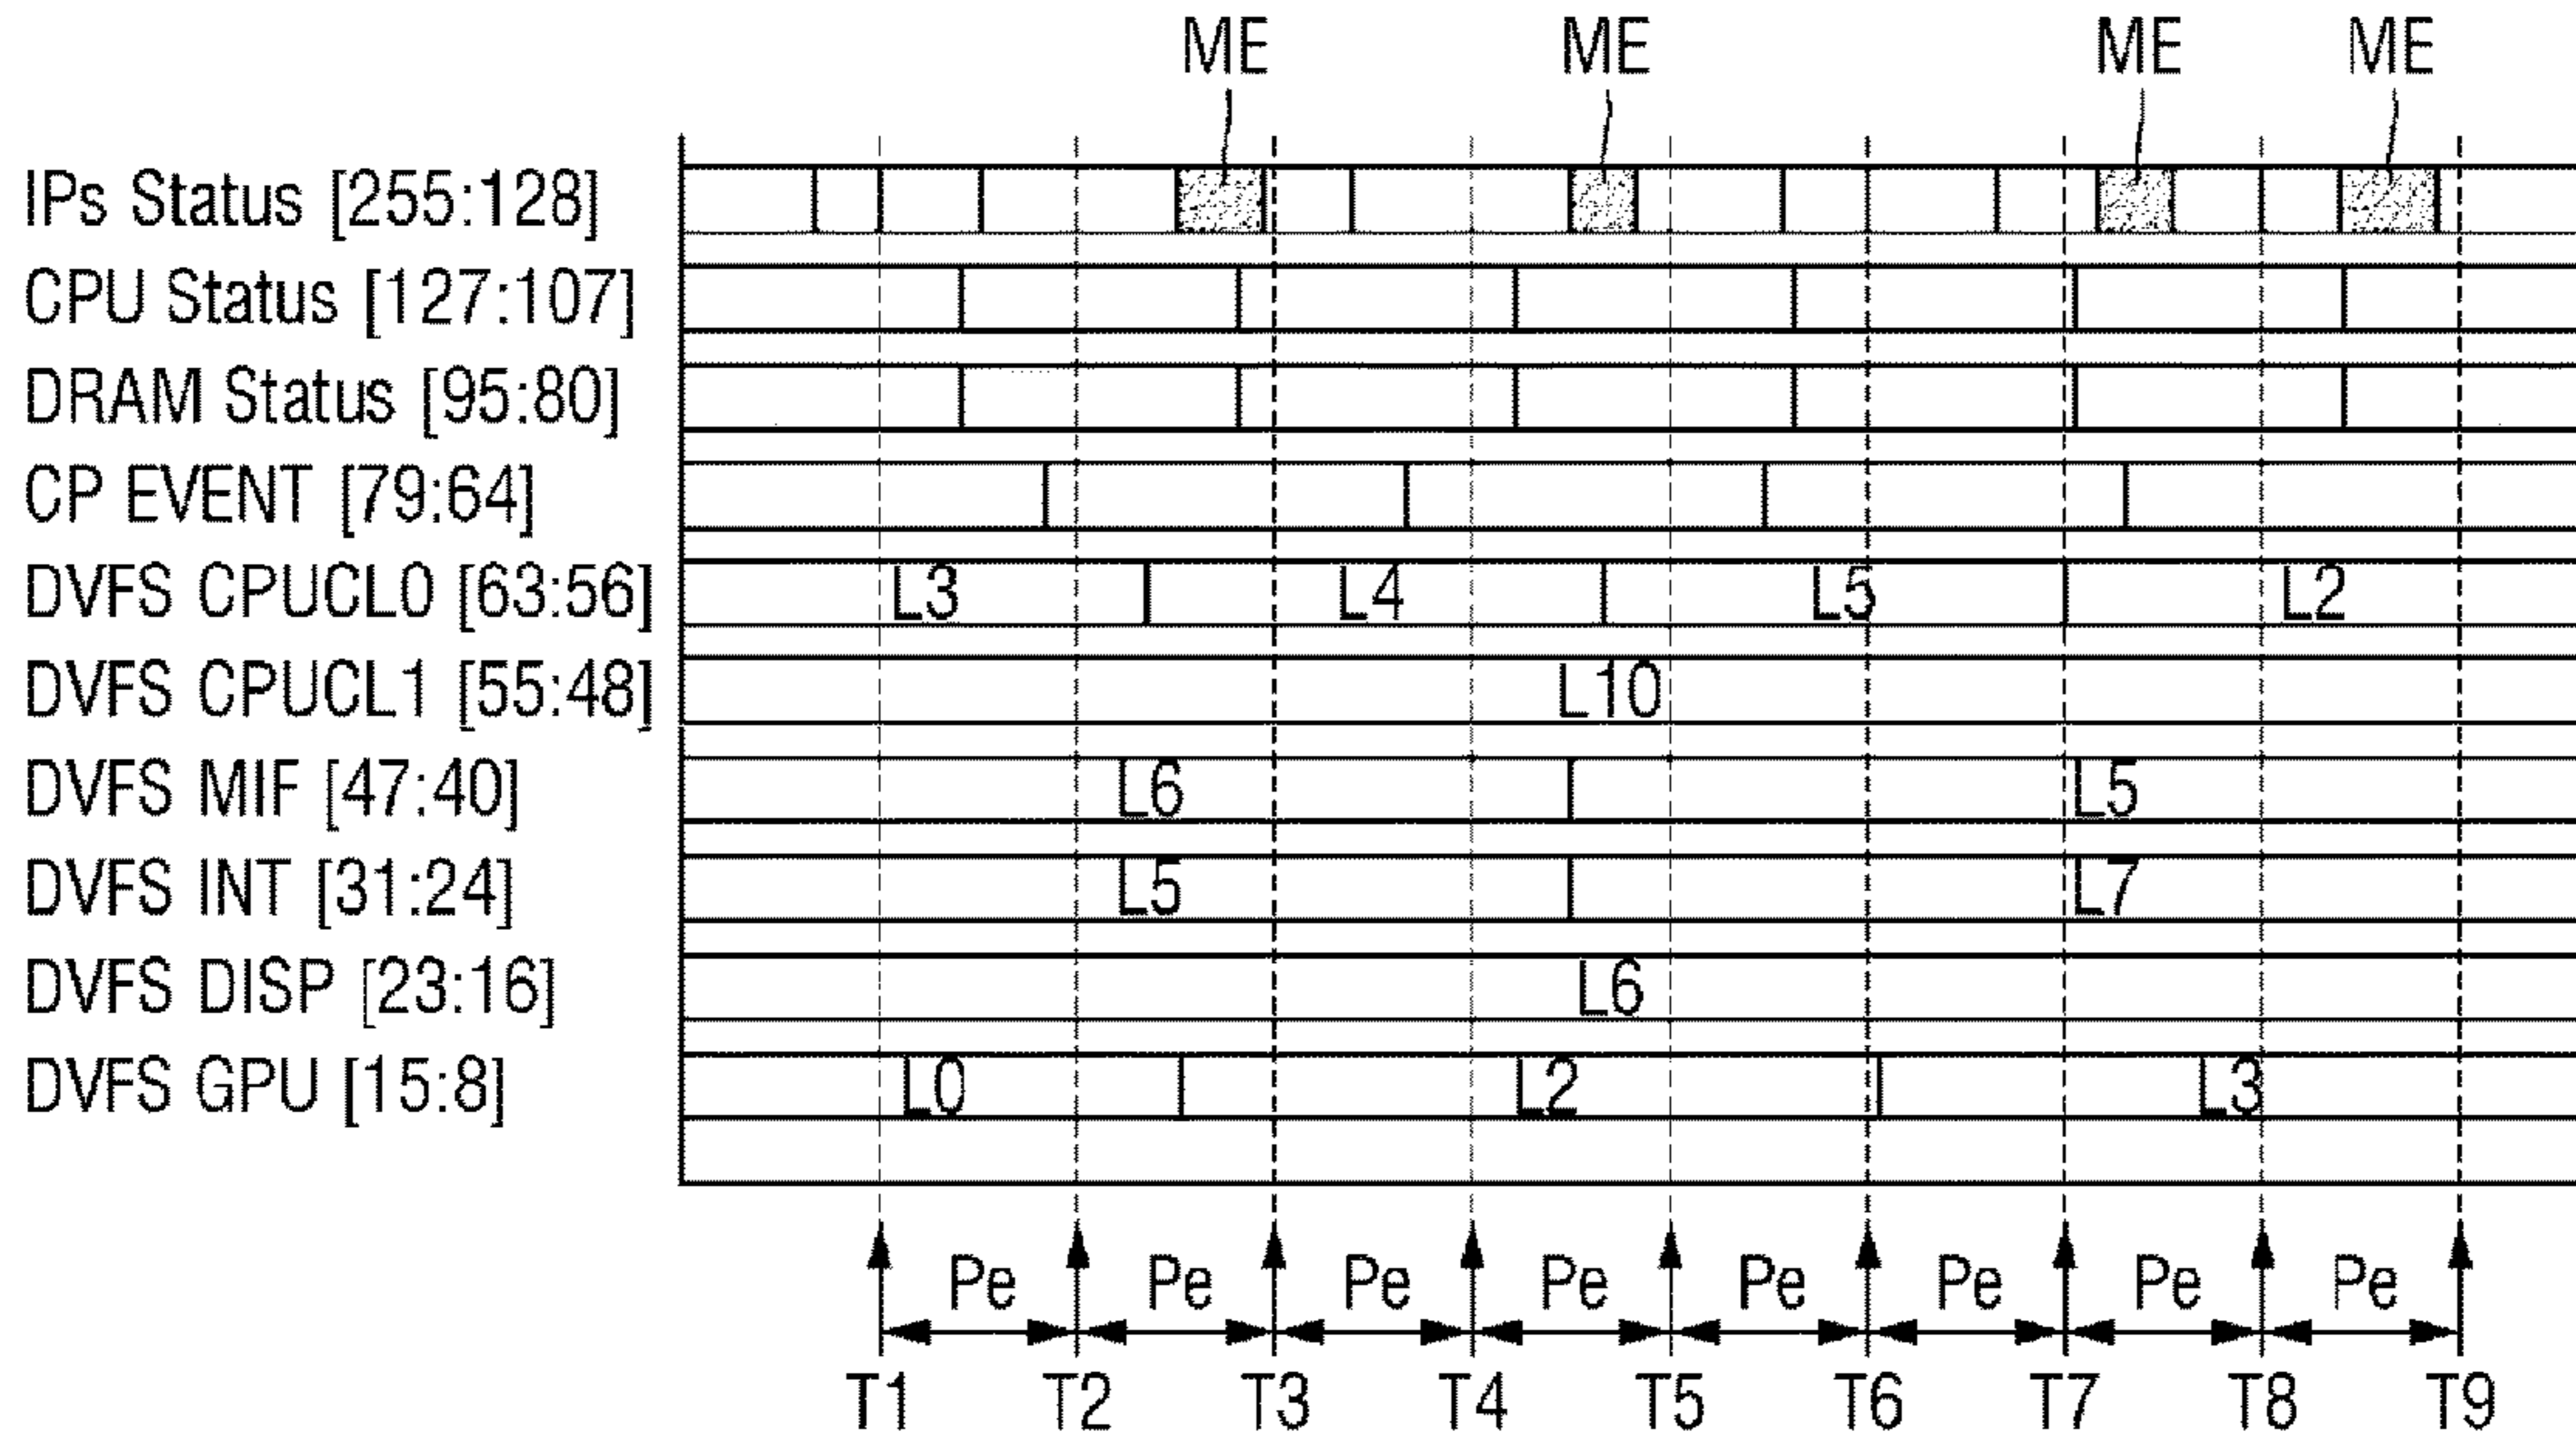 ME ME ME ME
IPs Status [255:128]
CPU Status [127:107]
DRAM Status [95:80]
CP EVENT [79:64]
DVFS CPUCL0 [63:56] L3 L4 L5 L2
DVFS CPUCL1 [55:48] L10
DVFS MIF [47:40] L6 L5
DVFS INT [31:24] L5 L7
DVFS DISP [23:16] L6
DVFS GPU [15:8] L0 L2 L3
Pe Pe Pe Pe Pe Pe Pe Pe
T1 T2 T3 T4 T5 T6 T7 T8 T9